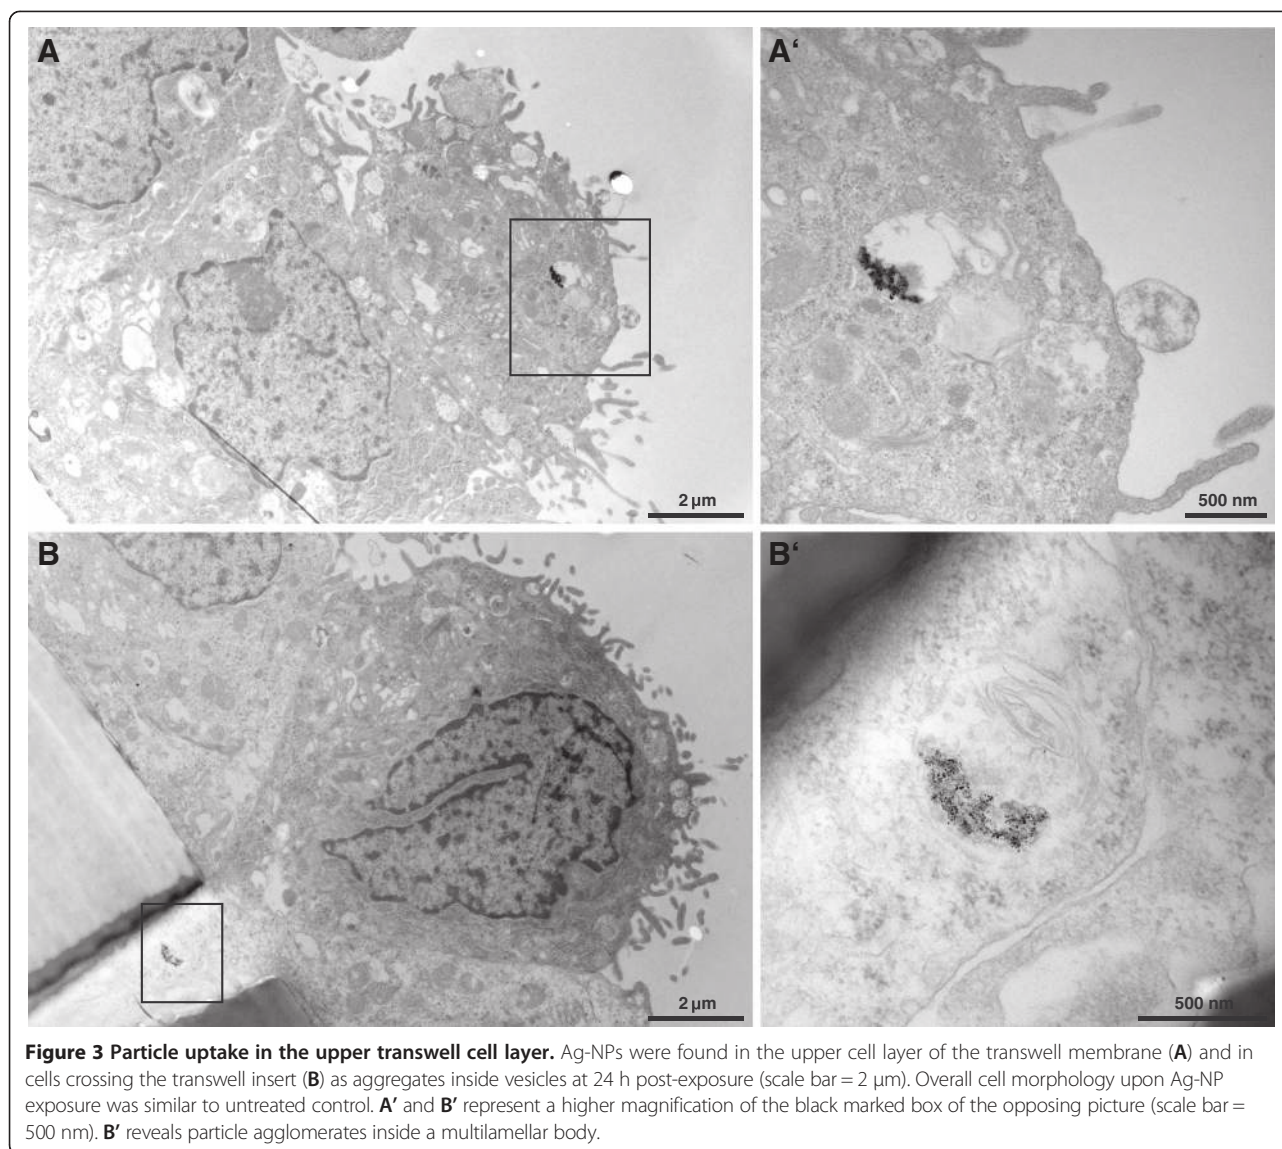 A
A‘
2 µm
500 nm
B
B‘
2 µm
500 nm
Figure 3 Particle uptake in the upper transwell cell layer. Ag-NPs were found in the upper cell layer of the transwell membrane (A) and in
cells crossing the transwell insert (B) as aggregates inside vesicles at 24 h post-exposure (scale bar = 2 μm). Overall cell morphology upon Ag-NP
exposure was similar to untreated control. A’ and B’ represent a higher magnification of the black marked box of the opposing picture (scale bar =
500 nm). B’ reveals particle agglomerates inside a multilamellar body.